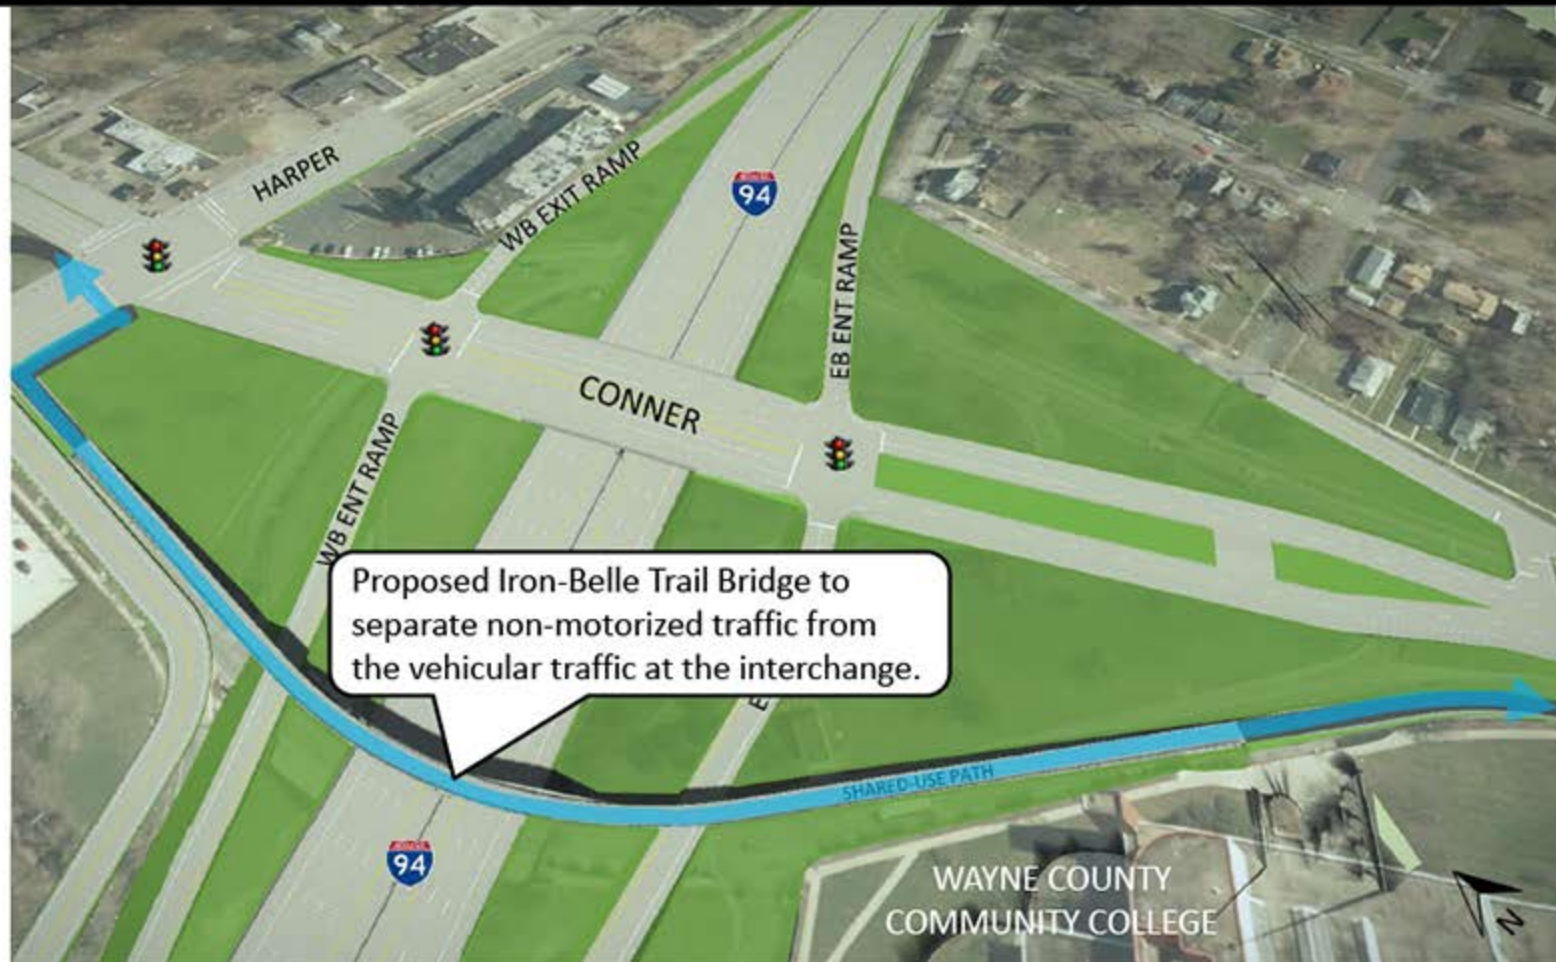 HARPER
WB EXIT RAMP
94
EB ENT RAMP
CONNER
WB ENT RAMP
Proposed Iron-Belle Trail Bridge to
separate non-motorized traffic from
the vehicular traffic at the interchange.
SHARED-USE PATH
94
WAYNE COUNTY
COMMUNITY COLLEGE
N